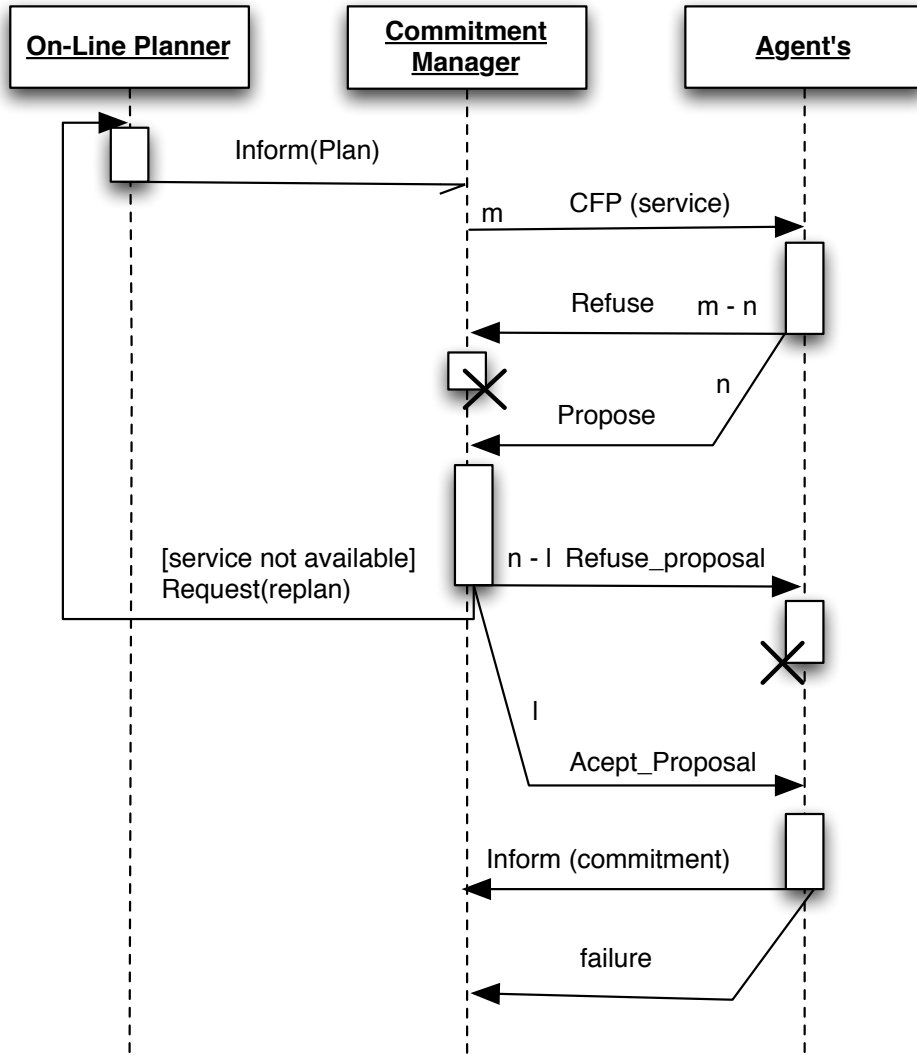 On-Line Planner
Commitment
Manager
Agent's
Inform(Plan)
m
CFP (service)
Refuse
m - n
n
Propose
[service not available]
Request(replan)
n - l Refuse_proposal
l
Acept_Proposal
Inform (commitment)
failure